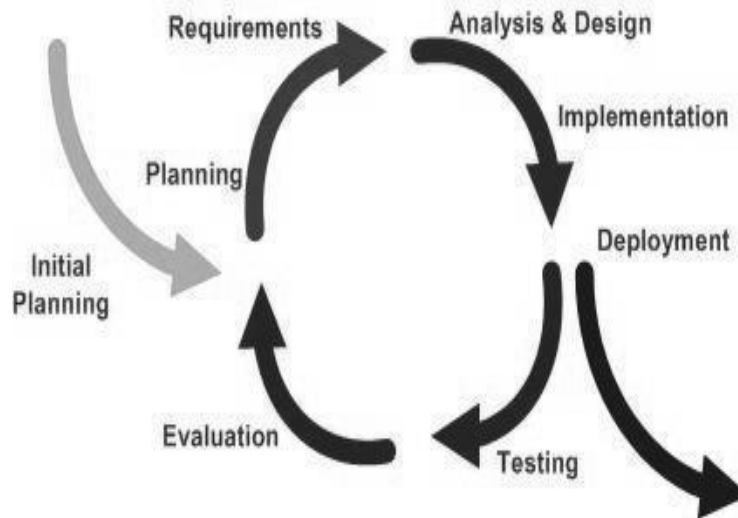 Requirements
Analysis & Design
Implementation
Planning
Deployment
Initial
Planning
Evaluation
Testing